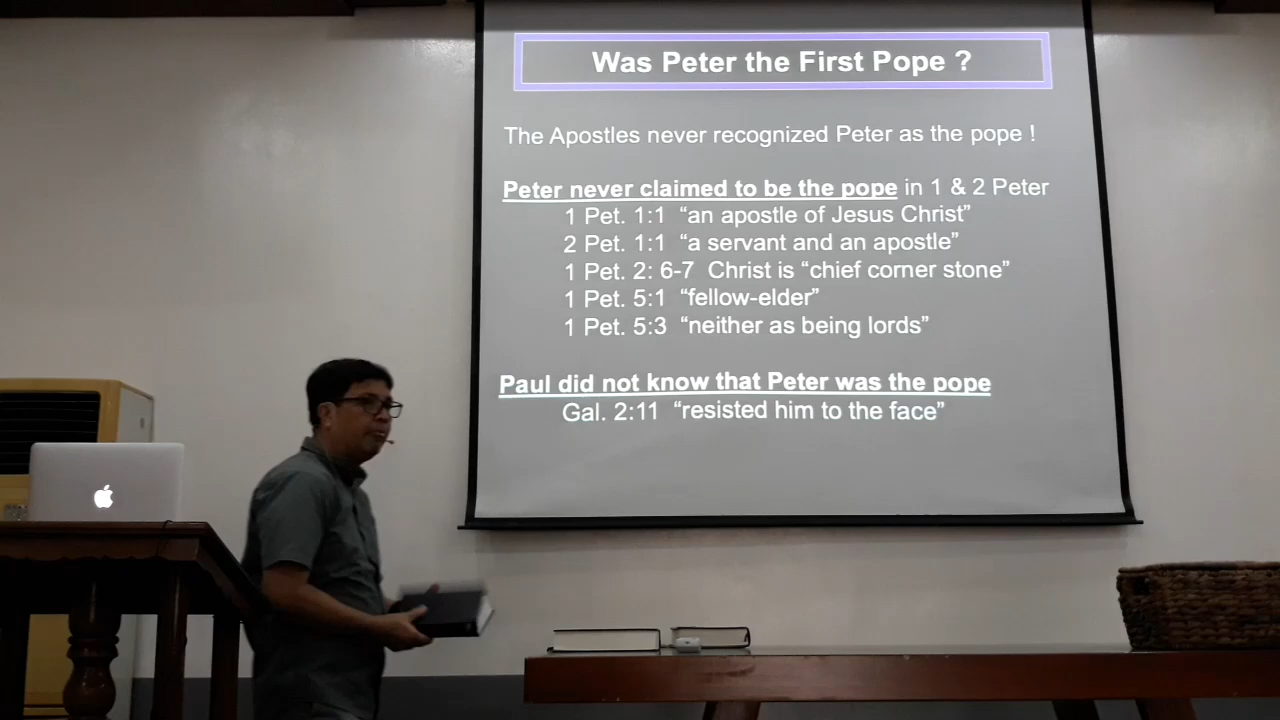 Was Peter the First Pope ?
The Apostles never recognized Peter as the pope !
Peter never claimed to be the pope in 1 & 2 Peter
1 Pet. 1:1 “an apostle of Jesus Christ”
2 Pet. 1:1 “a servant and an apostle”
1 Pet. 2: 6-7 Christ is “chief corner stone”
1 Pet. 5:1 “fellow-elder”
1 Pet. 5:3 “neither as being lords”
Paul did not know that Peter was the pope
Gal. 2:11 “resisted him to the face”